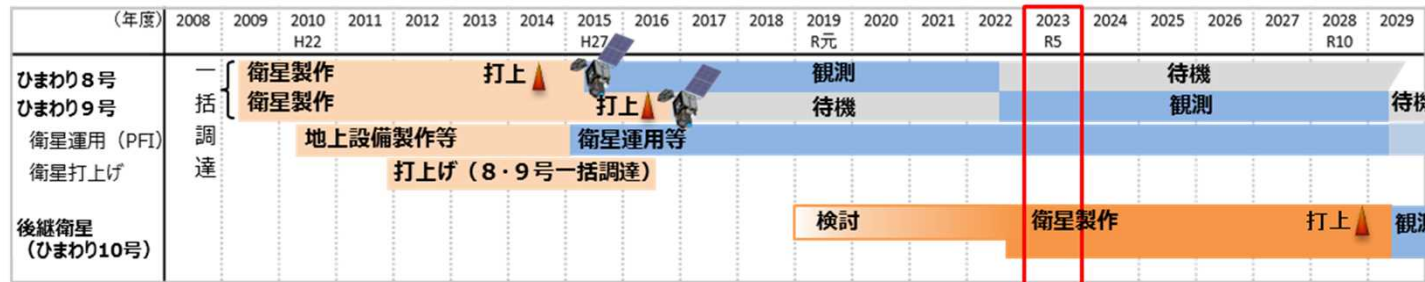 （年度） 2008 2009 2010 2011 2012 2013 2014 2015 2016 2017 2018 2019 2020 2021 2022 2023 2024 2025 2026 2027 2028 2029
H22 H27 R元 R5 R10
ひまわり８号 衛星製作 打上 観測 待機
ひまわり９号 衛星製作 打上 待機 観測 待機
一括調達
衛星運用（PFI) 地上設備製作等 衛星運用等
衛星打上げ 打上げ（８・９号一括調達）
後継衛星 検討 衛星製作 打上 観測
（ひまわり10号）